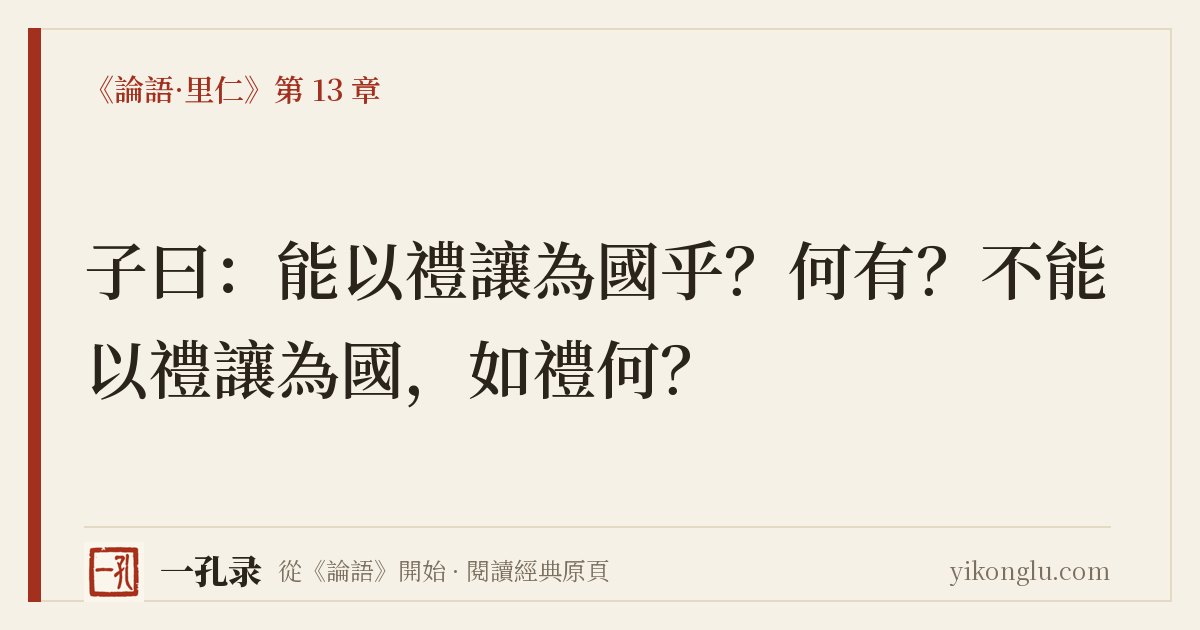 《論語·里仁》第 13 章
子曰：能以禮讓為國乎？何有？不能
以禮讓為國，如禮何？
一孔
一孔录 從《論語》開始 · 閱讀經典原頁
yikonglu.com